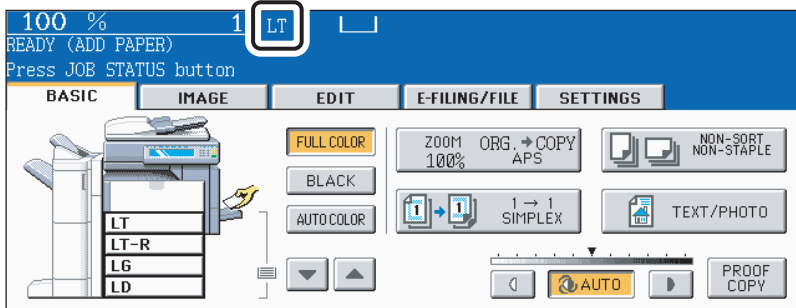 100 % 1 LT
READY (ADD PAPER)
Press JOB STATUS button
BASIC IMAGE EDIT E-FILING/FILE SETTINGS
FULL COLOR
BLACK
AUTO COLOR
ZOOM ORG.→COPY
100% APS
NON-SORT
NON-STAPLE
1 1
1 → 1
SIMPLEX
TEXT/PHOTO
LT
LT-R
LG
LD
AUTO
PROOF
COPY